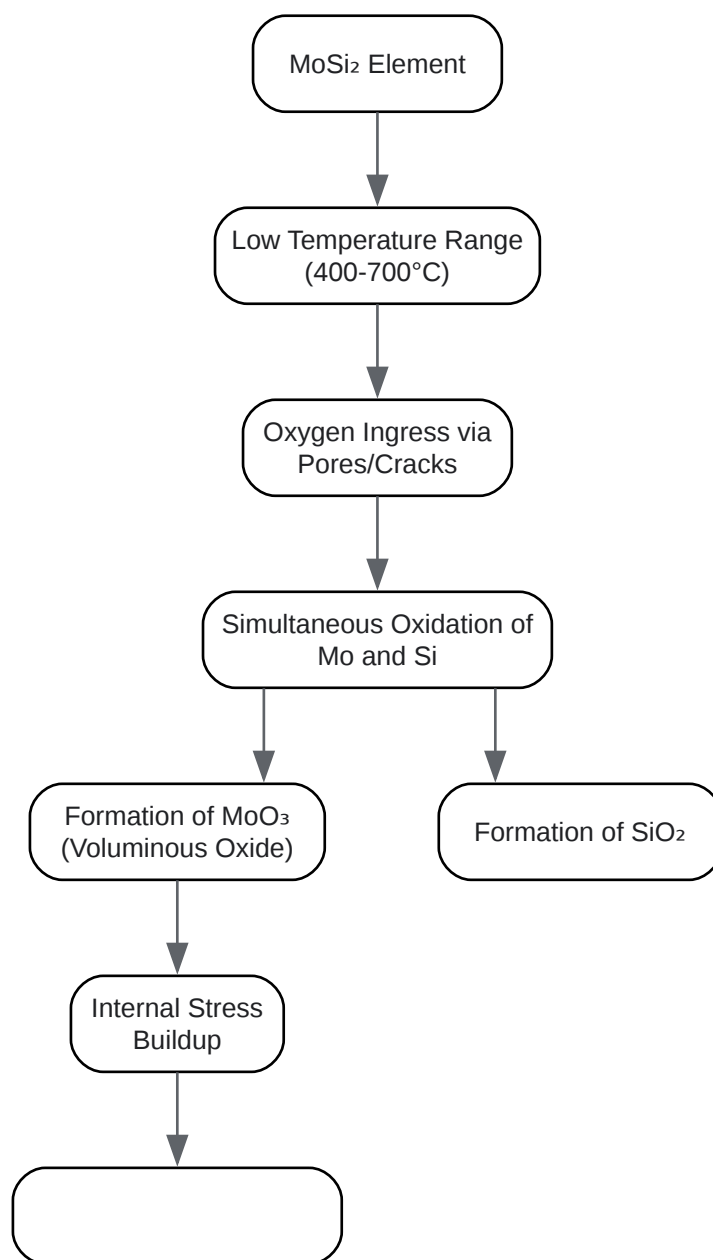 MoSi₂ Element
Low Temperature Range
(400-700°C)
Oxygen Ingress via
Pores/Cracks
Simultaneous Oxidation of
Mo and Si
Formation of MoO₃
(Voluminous Oxide)
Formation of SiO₂
Internal Stress
Buildup